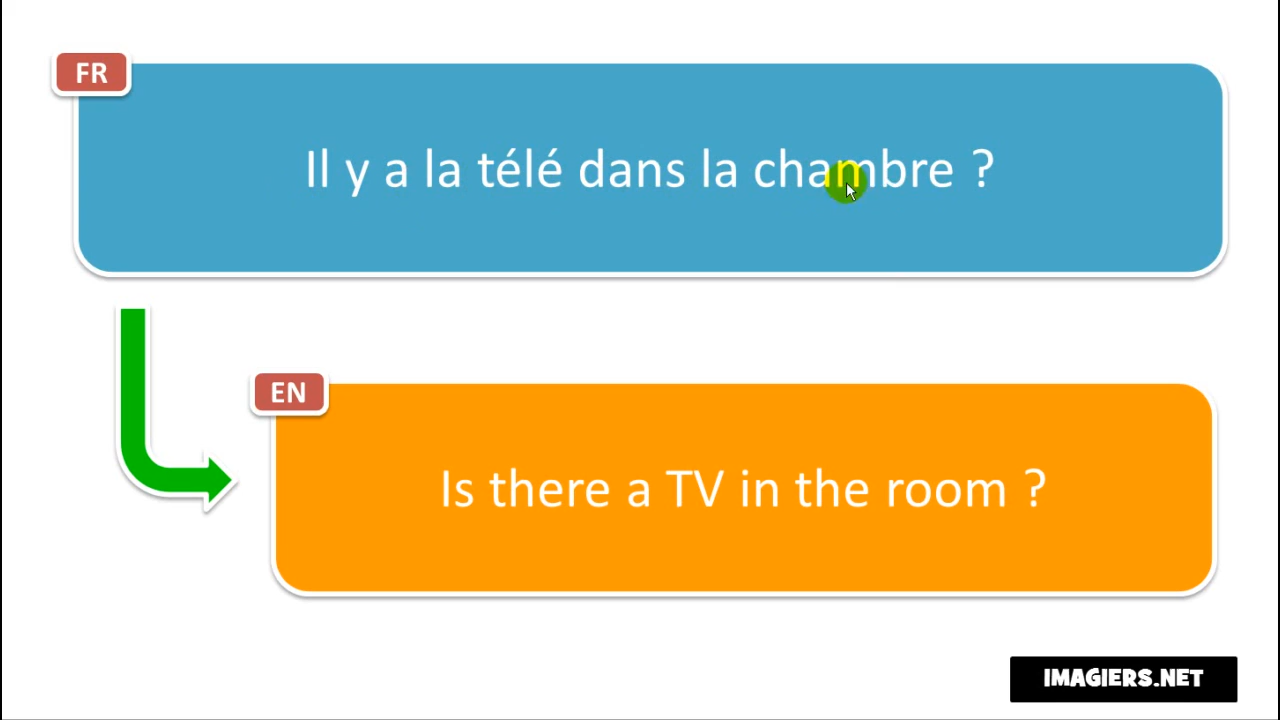 FR
Il y a la télé dans la chambre ?
EN
Is there a TV in the room ?
IMAGIERS.NET